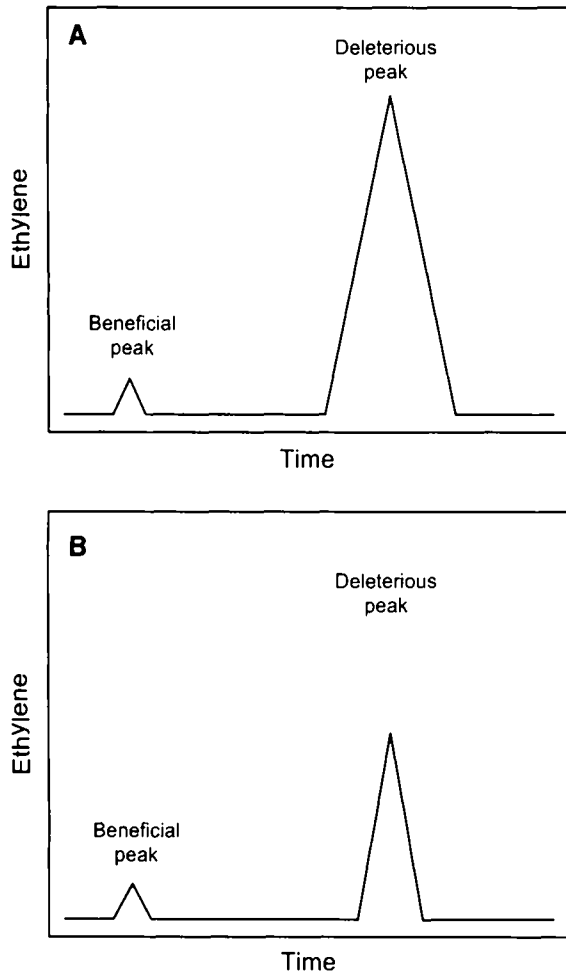 A
Deleterious
peak
Ethylene
Beneficial
peak
Time
B
Deleterious
peak
Ethylene
Beneficial
peak
Time